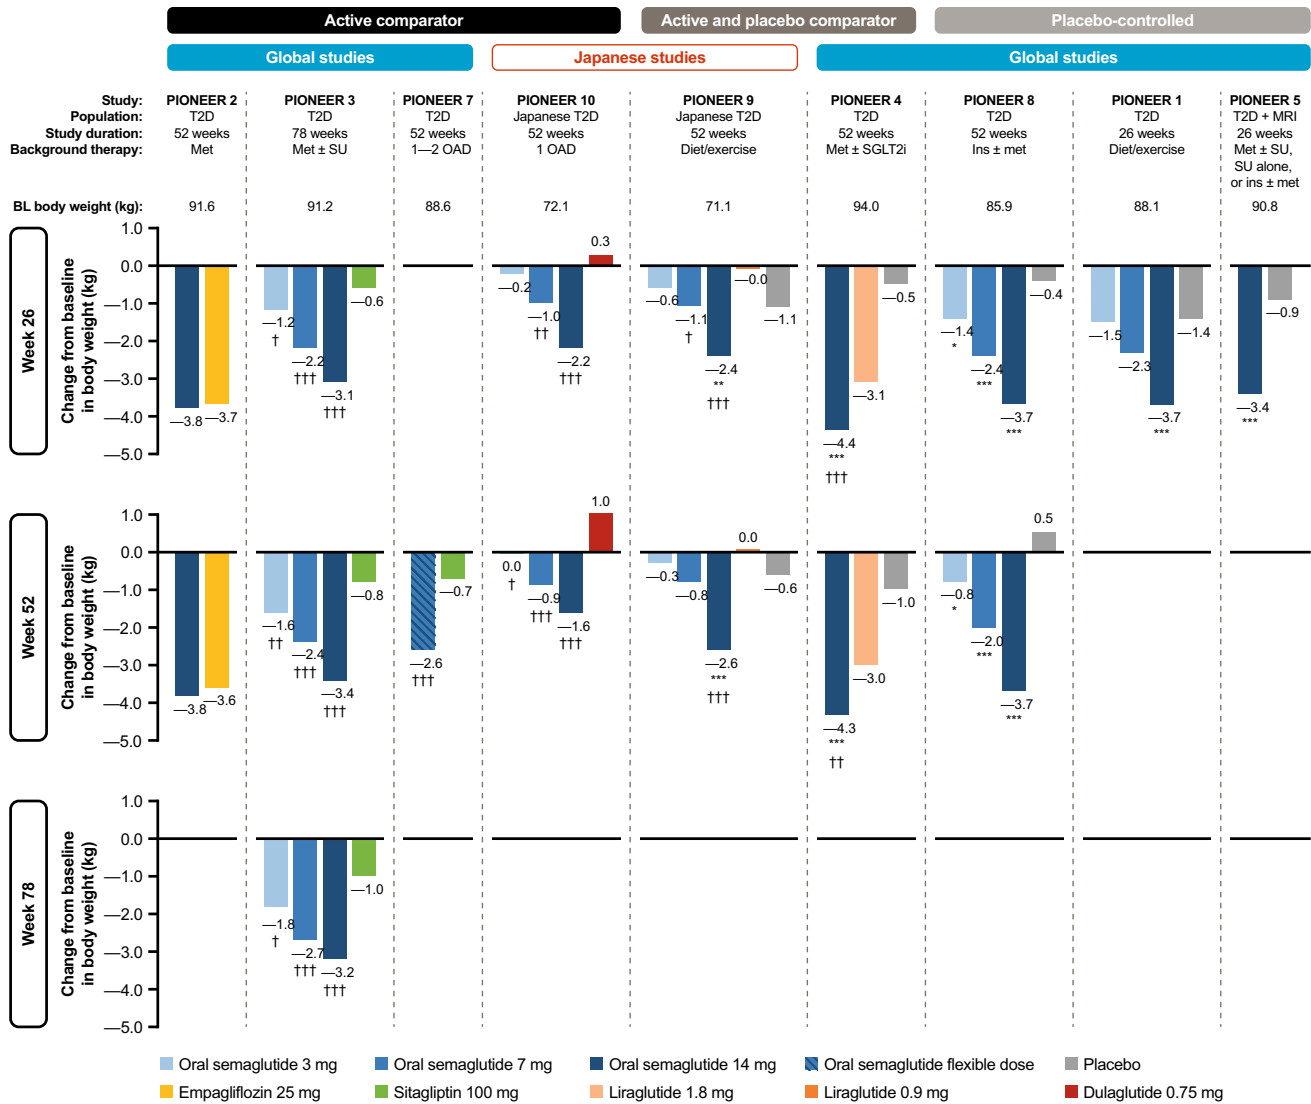 Active comparator
Active and placebo comparator
Placebo-controlled
Global studies
Japanese studies
Global studies
Study: PIONEER 2 PIONEER 3 PIONEER 7 PIONEER 10 PIONEER 9 PIONEER 4 PIONEER 8 PIONEER 1 PIONEER 5
Population: T2D T2D T2D Japanese T2D Japanese T2D T2D T2D T2D T2D + MRI
Study duration: 52 weeks 78 weeks 52 weeks 52 weeks 52 weeks 52 weeks 52 weeks 26 weeks 26 weeks
Background therapy: Met Met ± SU 1—2 OAD 1 OAD Diet/exercise Met ± SGLT2i Ins ± met Diet/exercise Met ± SU,
SU alone,
or ins ± met
BL body weight (kg): 91.6 91.2 88.6 72.1 71.1 94.0 85.9 88.1 90.8
Week 26
Change from baseline
in body weight (kg)
1.0
0.0
—1.0
—2.0
—3.0
—4.0
—5.0
—3.8 —3.7
—1.2 —2.2 —3.1 —0.6
† ††† †††
—0.2 —1.0 —2.2 0.3
†† †††
—0.6 —1.1 —2.4 —0.0 —1.1
† **
†††
—4.4 —3.1 —0.5
***
†††
—1.4 —2.4 —3.7 —0.4
* *** ***
—1.5 —2.3 —3.7 —1.4
***
—3.4 —0.9
***
Week 52
Change from baseline
in body weight (kg)
1.0
0.0
—1.0
—2.0
—3.0
—4.0
—5.0
—3.8 —3.6
—1.6 —2.4 —3.4 —0.8
†† ††† †††
—2.6 —0.7
†††
0.0 —0.9 —1.6 1.0
† ††† †††
—0.3 —0.8 —2.6 0.0 —0.6
***
†††
—4.3 —3.0 —1.0
***
††
—0.8 —2.0 —3.7 0.5
* *** ***
Week 78
Change from baseline
in body weight (kg)
1.0
0.0
—1.0
—2.0
—3.0
—4.0
—5.0
—1.8 —2.7 —3.2 —1.0
† ††† †††
Oral semaglutide 3 mg Oral semaglutide 7 mg Oral semaglutide 14 mg Oral semaglutide flexible dose Placebo
Empagliflozin 25 mg Sitagliptin 100 mg Liraglutide 1.8 mg Liraglutide 0.9 mg Dulaglutide 0.75 mg